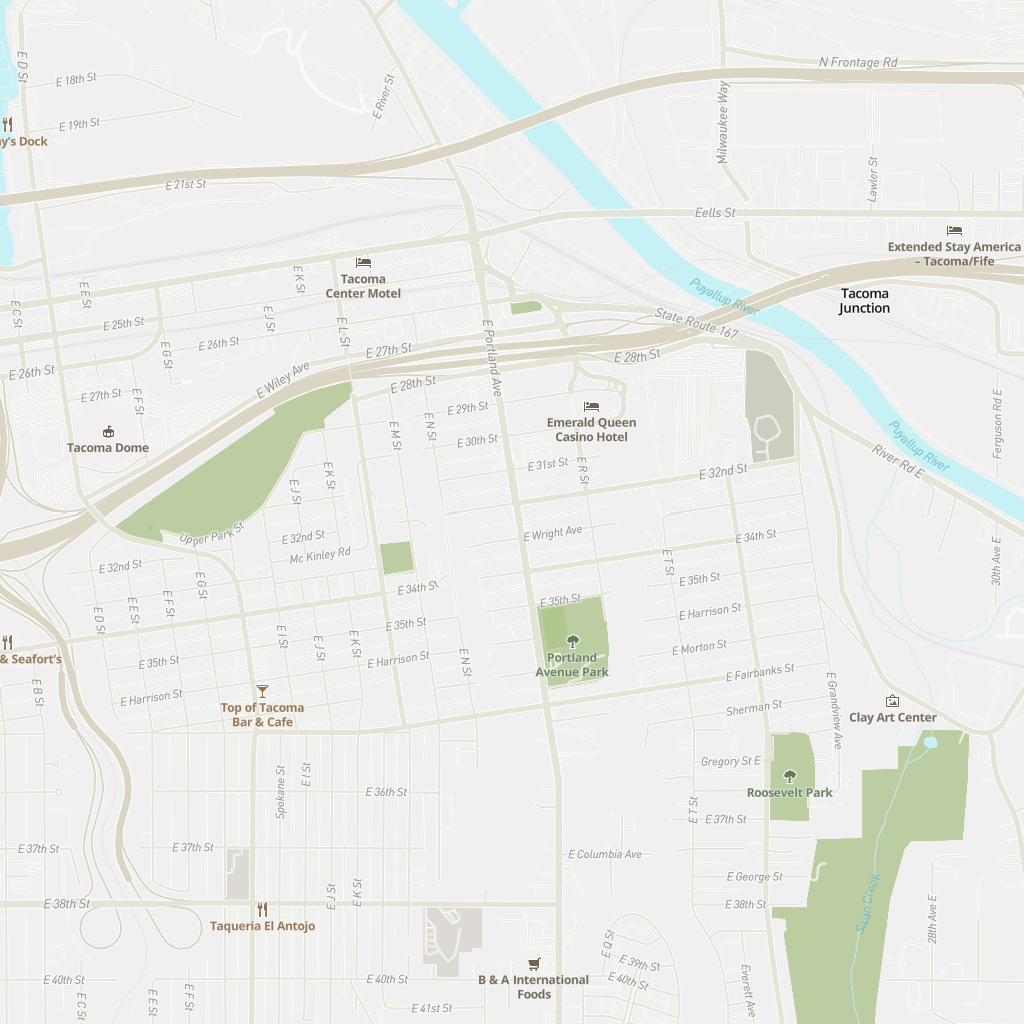 N Frontage Rd
E D St
E 18th St
E River St
Milwaukee Way
E 19th St
y's Dock
Lawler St
E 21st St
Eells St
Extended Stay America
– Tacoma/Fife
Tacoma
Center Motel
E K St
E E St
Puyallup River
Tacoma
Junction
E C St
E J St
E L St
E 25th St
State Route 167
E Portland Ave
E 26th St
E 27th St
E 28th St
E G St
E 26th St
E Wiley Ave
E 28th St
E 27th St
E F St
E 29th St
Emerald Queen
Casino Hotel
Ferguson Rd E
E N St
E M St
Tacoma Dome
E 30th St
Puyallup River
River Rd E
E K St
E 31st St
E R St
E 32nd St
E J St
Upper Park St
E 32nd St
E Wright Ave
E 34th St
Mc Kinley Rd
30th Ave E
E 32nd St
E T St
E G St
E 34th St
E 35th St
E F St
E E St
E 35th St
E Harrison St
E D St
E 35th St
E I St
E J St
E K St
Portland
Avenue Park
E Morton St
& Seafort's
E 35th St
E Harrison St
E N St
E Fairbanks St
E B St
E Harrison St
Top of Tacoma
Bar & Cafe
Sherman St
E Grandview Ave
Clay Art Center
Gregory St E
Spokane St
E I St
E 36th St
Roosevelt Park
E T St
E 37th St
E 37th St
E 37th St
E Columbia Ave
E George St
E J St
E K St
E 38th St
E 38th St
Swan Creek
28th Ave E
Taqueria El Antojo
E Q St
E 39th St
E 40th St
E 40th St
E 40th St
B & A International
Foods
Everett Ave
E C St
E E St
E F St
E 41st St